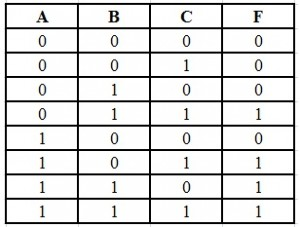 A B C F
0 0 0 0
0 0 1 0
0 1 0 0
0 1 1 1
1 0 0 0
1 0 1 1
1 1 0 1
1 1 1 1